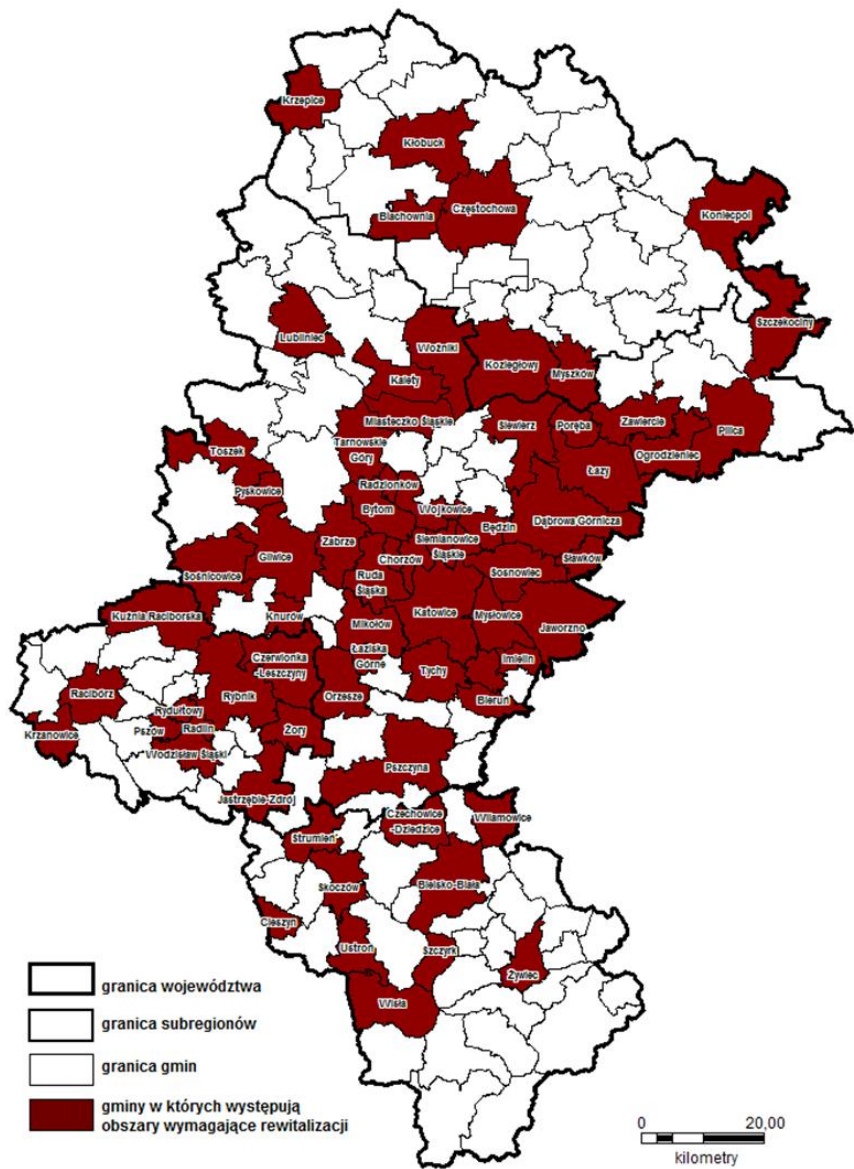 Krzepice
Kłobuck
Blachownia
Częstochowa
Koniecpol
Szczekociny
Lubliniec
Woźniki
Koziegłowy
Myszków
Kalety
Miasteczko Śląskie
Siewierz
Poręba
Zawiercie
Pilica
Tarnowskie
Góry
Ogrodzieniec
Toszek
Łazy
Pyskowice
Radzionków
Wojkowice
Bytom
Będzin
Dąbrowa Górnicza
Siemianowice
Śląskie
Zabrze
Gliwice
Chorzów
Sławków
Sośnicowice
Ruda
Śląska
Sosnowiec
Kuźnia Raciborska
Knurów
Katowice
Mysłowice
Jaworzno
Mikołów
Łaziska
Górne
Imielin
Czerwionka
-Leszczyny
Tychy
Racibórz
Rybnik
Orzesze
Bieruń
Rydułtowy
Krzanowice
Pszów
Radlin
Żory
Wodzisław Śląski
Pszczyna
Jastrzębie-Zdrój
Czechowice
-Dziedzice
Wilamowice
Strumień
Skoczów
Bielsko-Biała
Cieszyn
Ustroń
Szczyrk
Żywiec
Wisła
granica województwa
granica subregionów
granica gmin
gminy w których występują
obszary wymagające rewitalizacji
0 20,00
kilometry